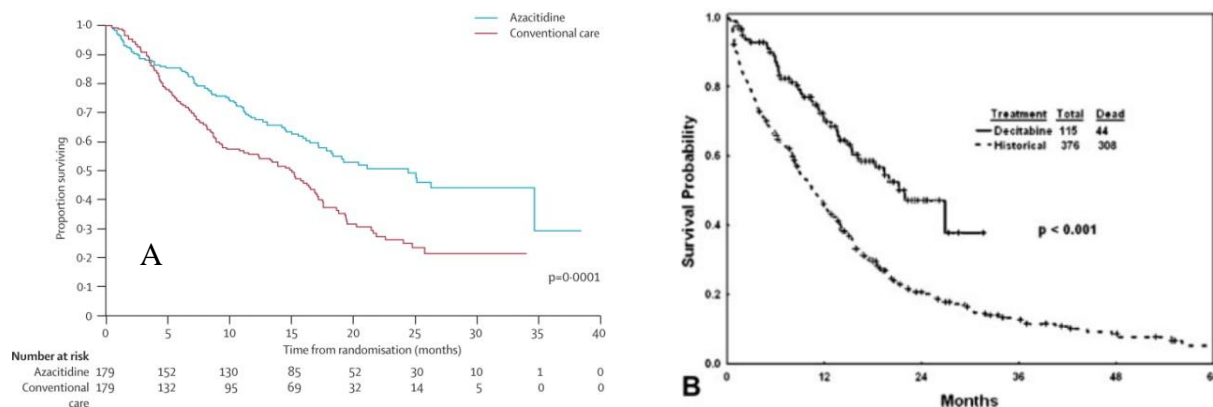 Azacitidine
Conventional care
1·0
0·9
0·8
0·7
0·6
0·5
0·4
0·3
0·2
0·1
0
Proportion surviving
A
p=0·0001
0 5 10 15 20 25 30 35 40
Time from randomisation (months)
Number at risk
Azacitidine 179 152 130 85 52 30 10 1 0
Conventional 179 132 95 69 32 14 5 0 0
care
1.0
0.8
0.6
0.4
0.2
0.0
Survival Probability
Treatment Total Dead
Decitabine 115 44
Historical 376 308
p < 0.001
B
0 12 24 36 48 6
Months